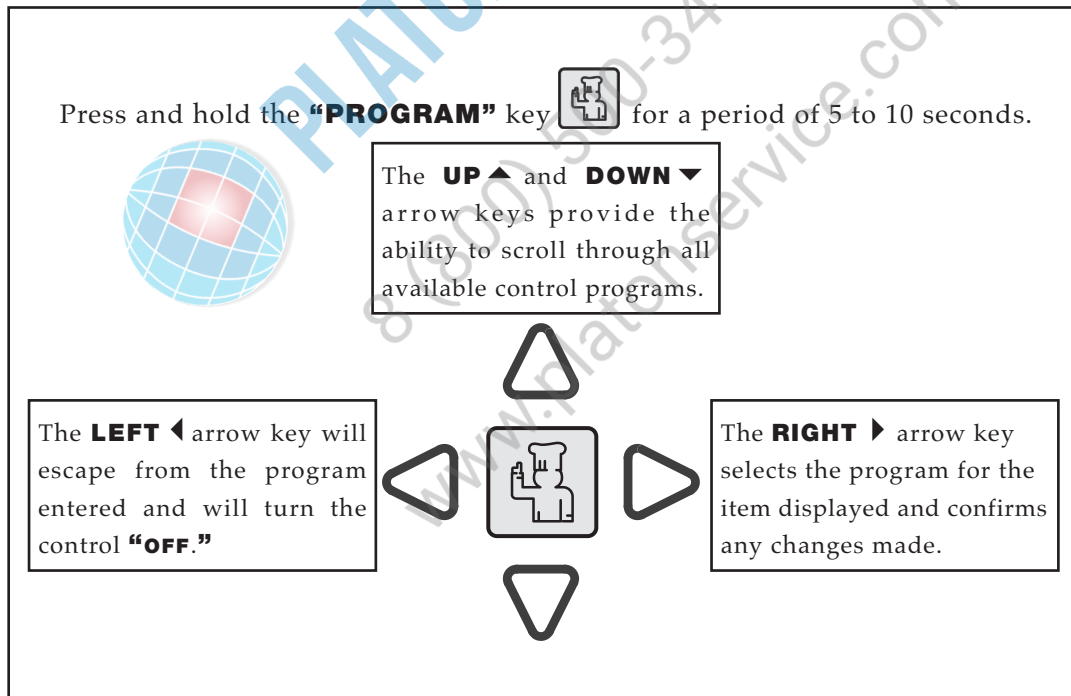 Press and hold the “PROGRAM” key for a period of 5 to 10 seconds.
The UP ▲ and DOWN ▼
arrow keys provide the
ability to scroll through all
available control programs.
The LEFT ◀ arrow key will
escape from the program
entered and will turn the
control “OFF.”
The RIGHT ▶ arrow key
selects the program for the
item displayed and confirms
any changes made.
8 (800) 500-34
www.platonservice.com